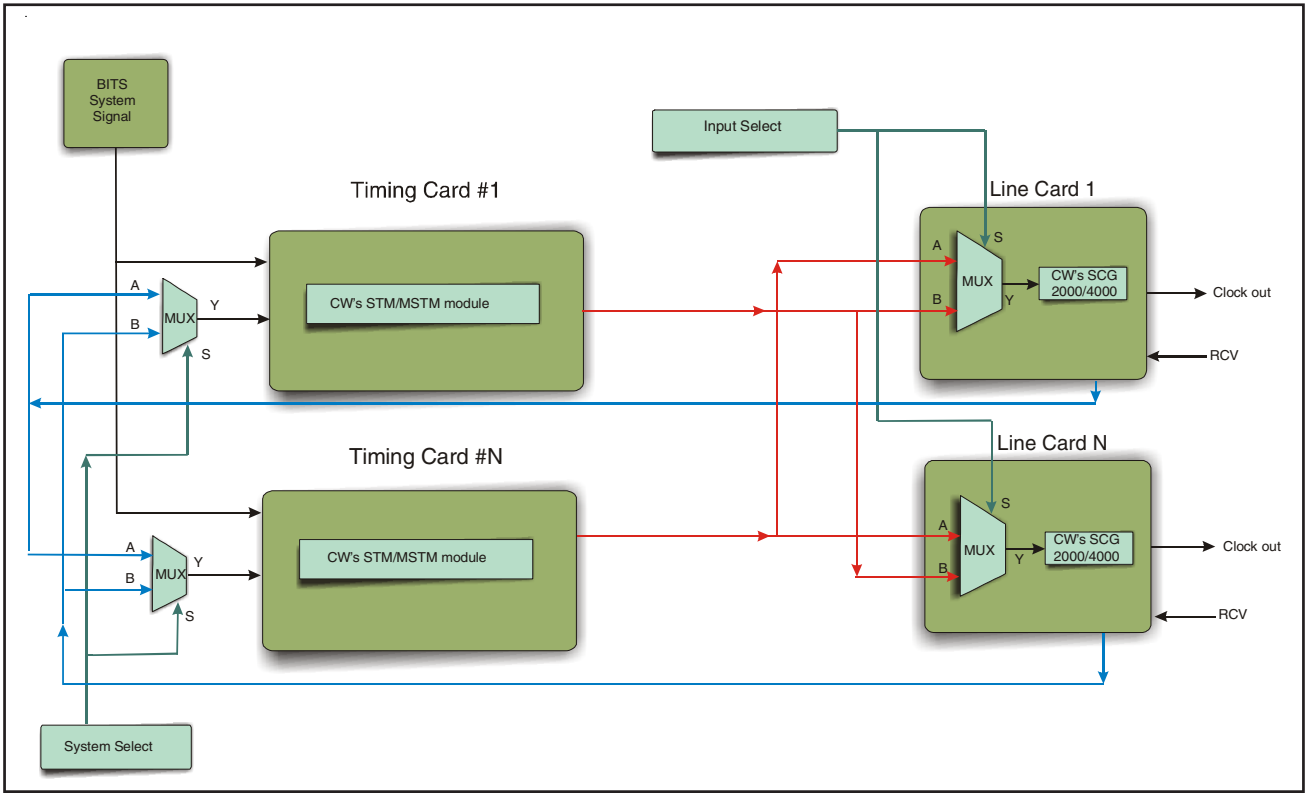 BITS
System
Signal
Input Select
Timing Card #1
Line Card 1
A
B
MUX
Y
S
CW's STM/MSTM module
A
B
MUX
S
Y
CW's SCG
2000/4000
Clock out
RCV
Timing Card #N
Line Card N
A
B
MUX
Y
S
CW's STM/MSTM module
A
B
MUX
S
Y
CW's SCG
2000/4000
Clock out
RCV
System Select